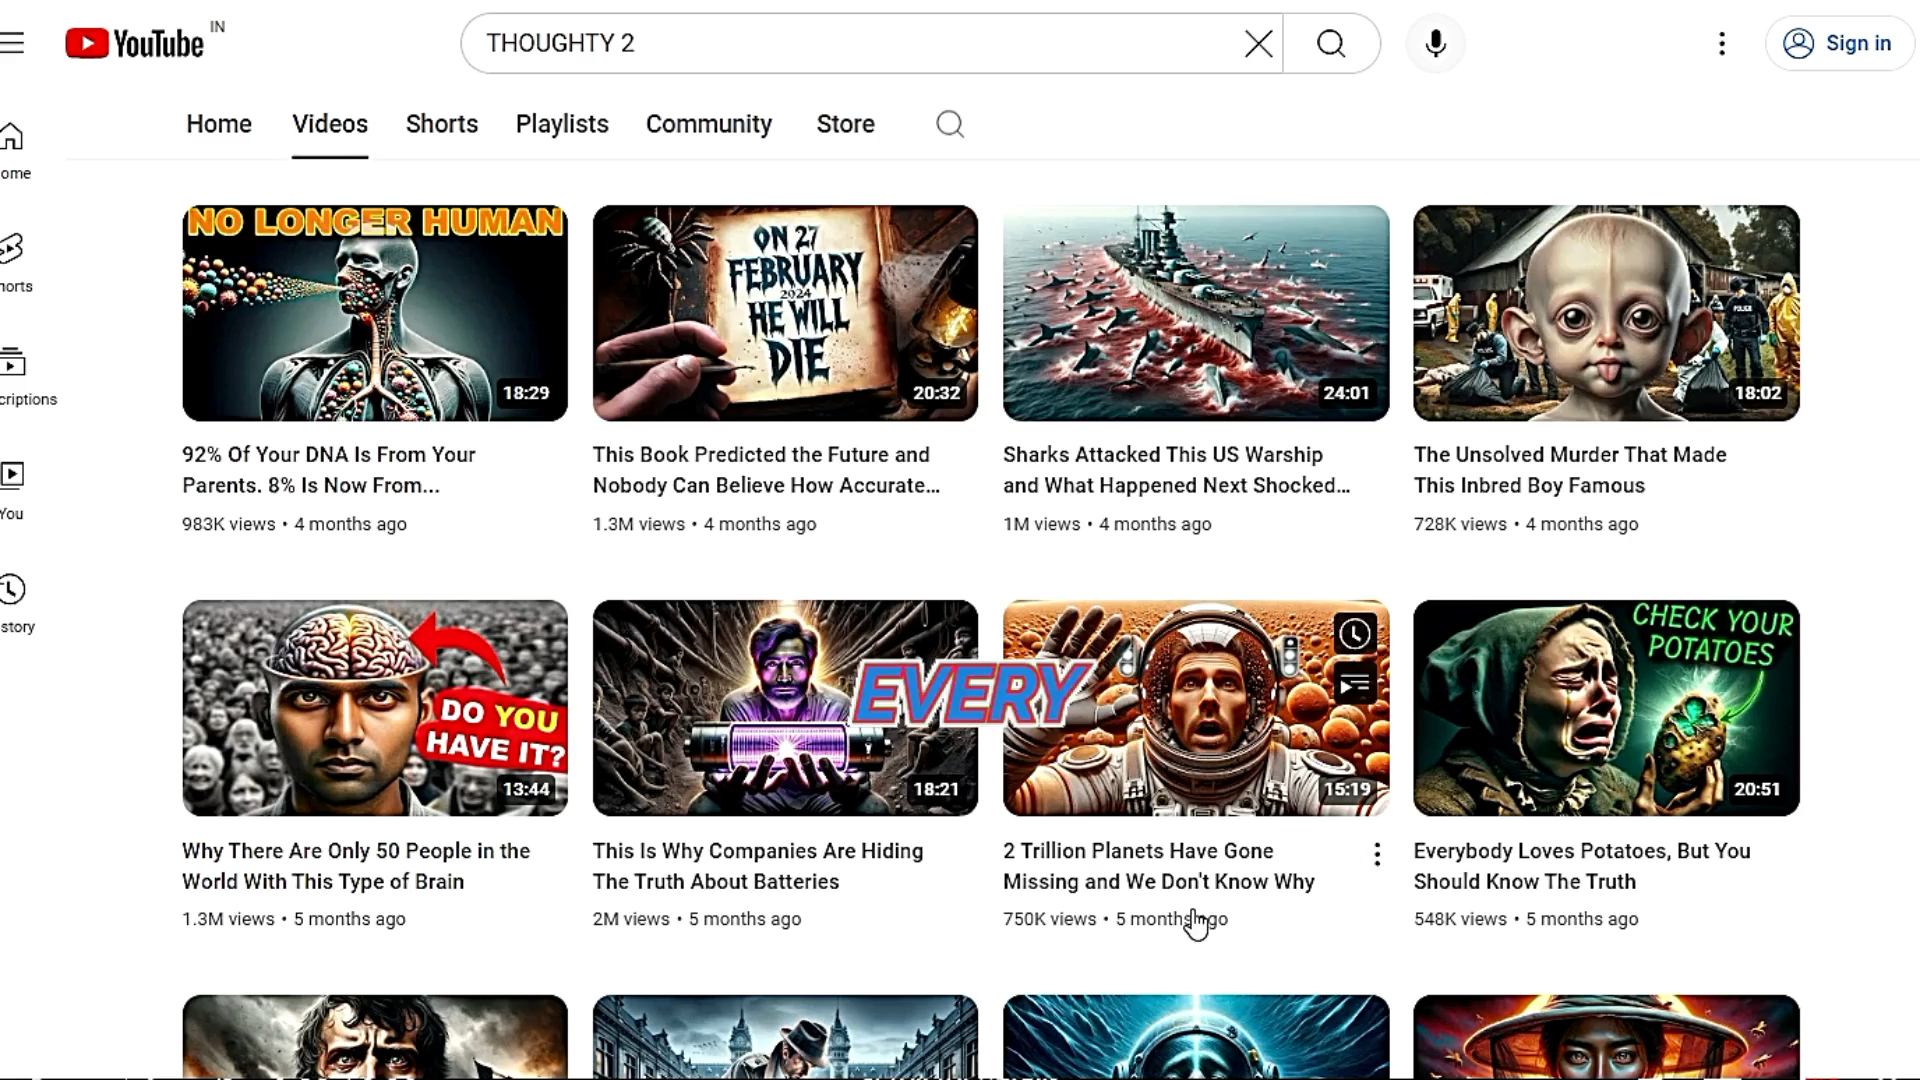 YouTube IN
THOUGHTY 2
Sign in
Home Videos Shorts Playlists Community Store
ome
horts
criptions
You
story
NO LONGER HUMAN
18:29
ON 27
FEBRUARY
2024
HE WILL
DIE
20:32
24:01
POLICE
18:02
92% Of Your DNA Is From Your
Parents. 8% Is Now From...
983K views • 4 months ago
This Book Predicted the Future and
Nobody Can Believe How Accurate...
1.3M views • 4 months ago
Sharks Attacked This US Warship
and What Happened Next Shocked...
1M views • 4 months ago
The Unsolved Murder That Made
This Inbred Boy Famous
728K views • 4 months ago
DO YOU
HAVE IT?
13:44
18:21
EVERY
15:19
CHECK YOUR
POTATOES
20:51
Why There Are Only 50 People in the
World With This Type of Brain
1.3M views • 5 months ago
This Is Why Companies Are Hiding
The Truth About Batteries
2M views • 5 months ago
2 Trillion Planets Have Gone
Missing and We Don't Know Why
750K views • 5 months ago
Everybody Loves Potatoes, But You
Should Know The Truth
548K views • 5 months ago